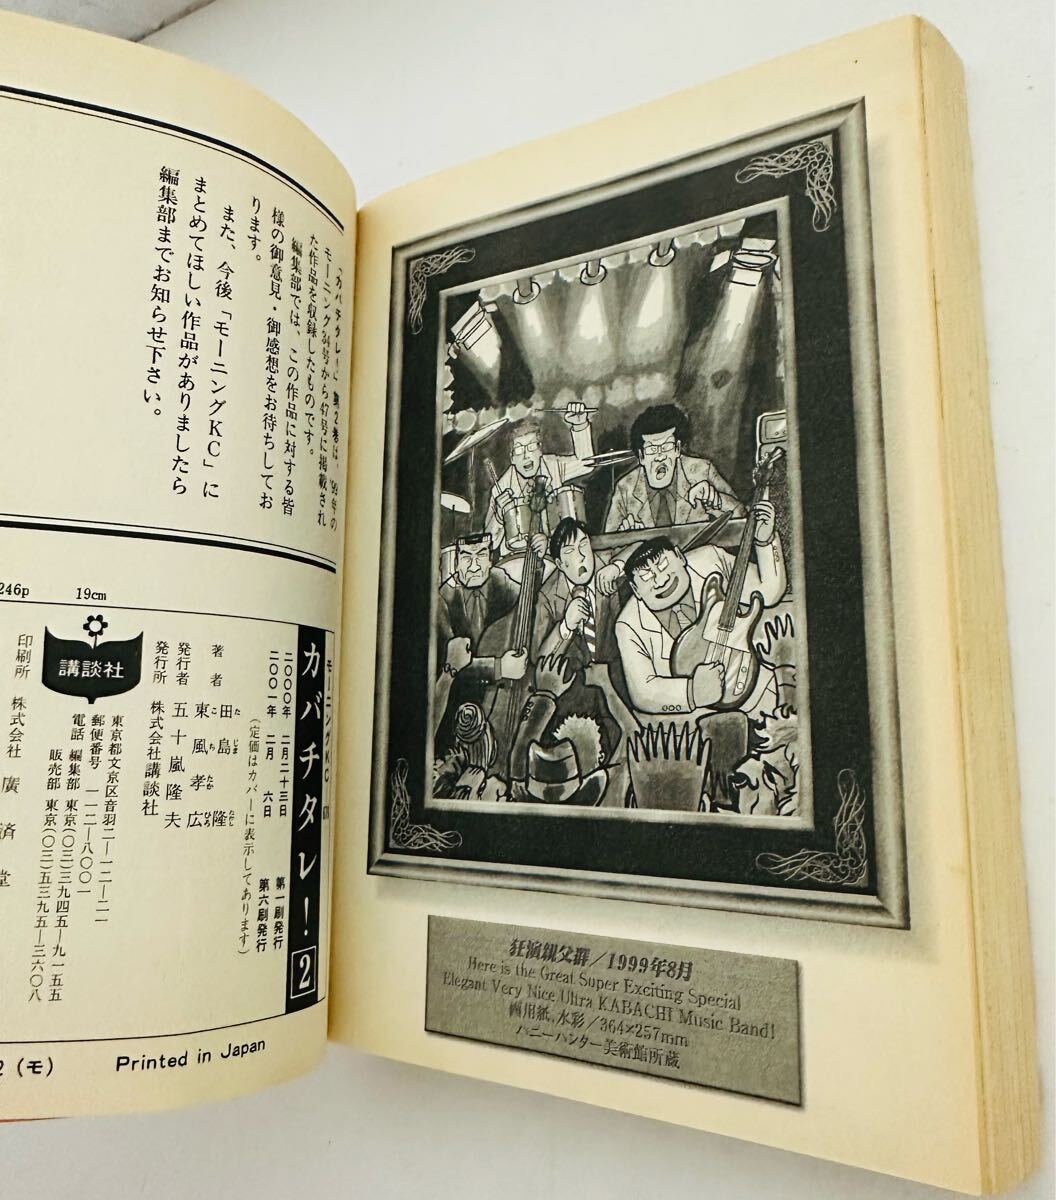 「カバチタレ！」第2巻は、'99年の
モーニング34号から47号に掲載され
た作品を収録したものです。
編集部では、この作品に対する皆
様の御意見・御感想をお待ちしてお
ります。
また、今後「モーニングKC」に
まとめてほしい作品がありましたら
編集部までお知らせ下さい。
246p 19cm
モーニングKC
カバチタレ！2
二〇〇〇年二月二十三日 第一刷発行
二〇〇一年二月六日 第六刷発行
（定価はカバーに表示してあります）
著者 田島隆
東風孝広
発行者 五十嵐隆夫
発行所 株式会社講談社
東京都文京区音羽二―一二―二一
郵便番号 一一二―八〇〇一
電話 編集部 東京（〇三）三九四五―九一五五
販売部 東京（〇三）五三九五―三六〇八
講談社
印刷所 株式会社廣済堂
2（モ）
Printed in Japan
狂演親父群／1999年8月
Here is the Great Super Exciting Special
Elegant Very Nice Ultra KABACHI Music Band!
画用紙、水彩／364×257mm
ハニーハンター美術館所蔵